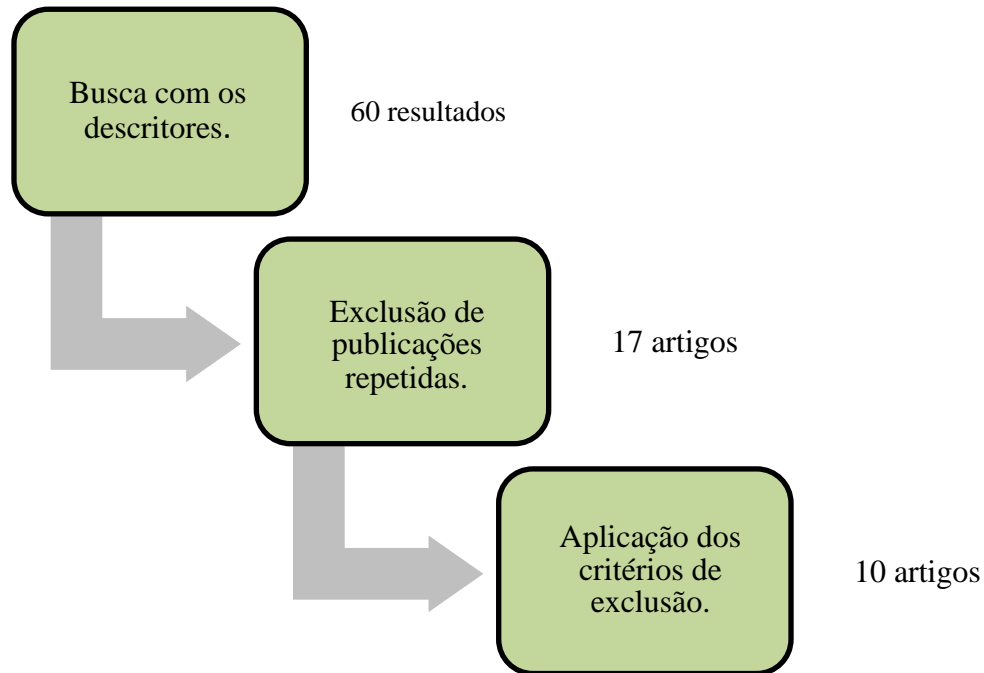 Busca com os
descritores.
60 resultados
Exclusão de
publicações
repetidas.
17 artigos
Aplicação dos
critérios de
exclusão.
10 artigos